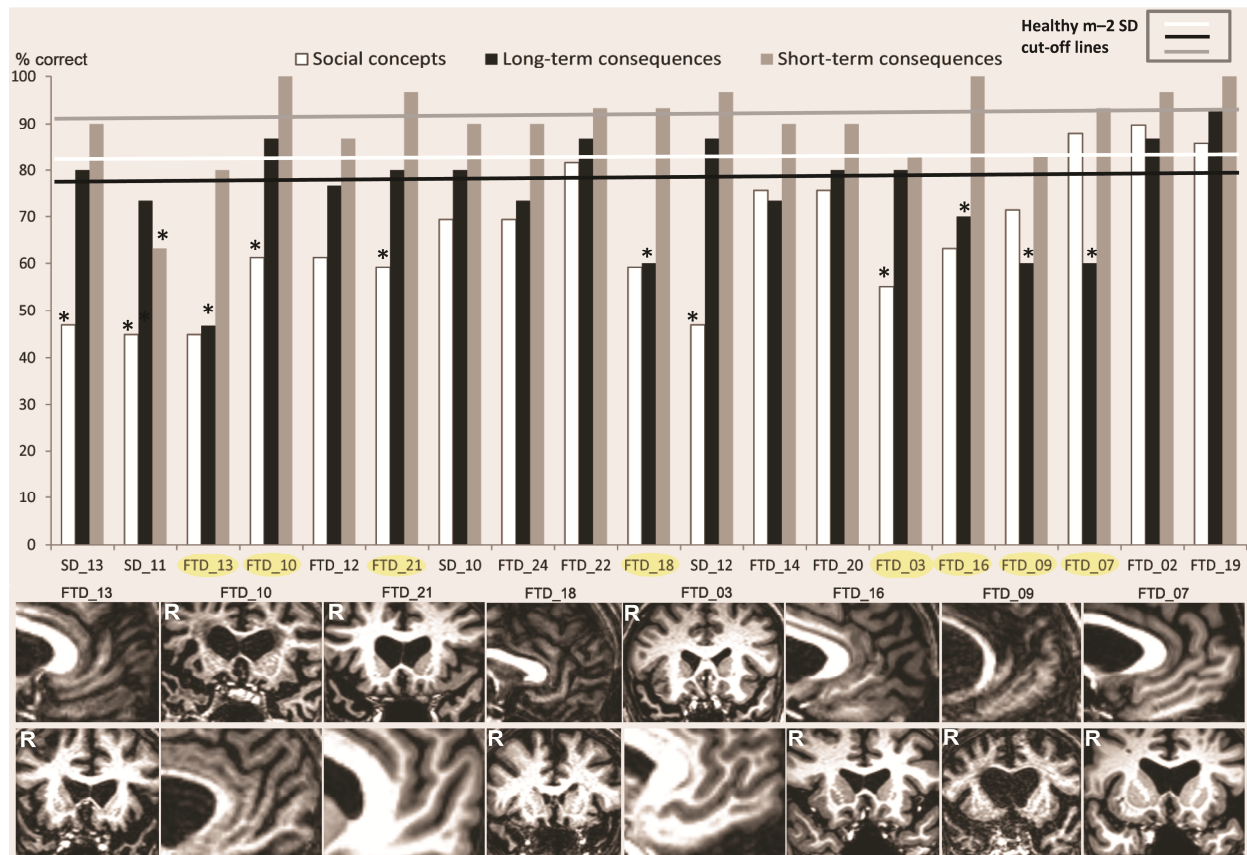 Healthy m–2 SD
cut-off lines
% correct
Social concepts
Long-term consequences
Short-term consequences
100
90
80
70
60
50
40
30
20
10
0
*
*
*
*
*
*
*
*
*
*
*
*
*
SD_13 SD_11 FTD_13 FTD_10 FTD_12 FTD_21 SD_10 FTD_24 FTD_22 FTD_18 SD_12 FTD_14 FTD_20 FTD_03 FTD_16 FTD_09 FTD_07 FTD_02 FTD_19
FTD_13 FTD_10 FTD_21 FTD_18 FTD_03 FTD_16 FTD_09 FTD_07
R R R
R R R R R